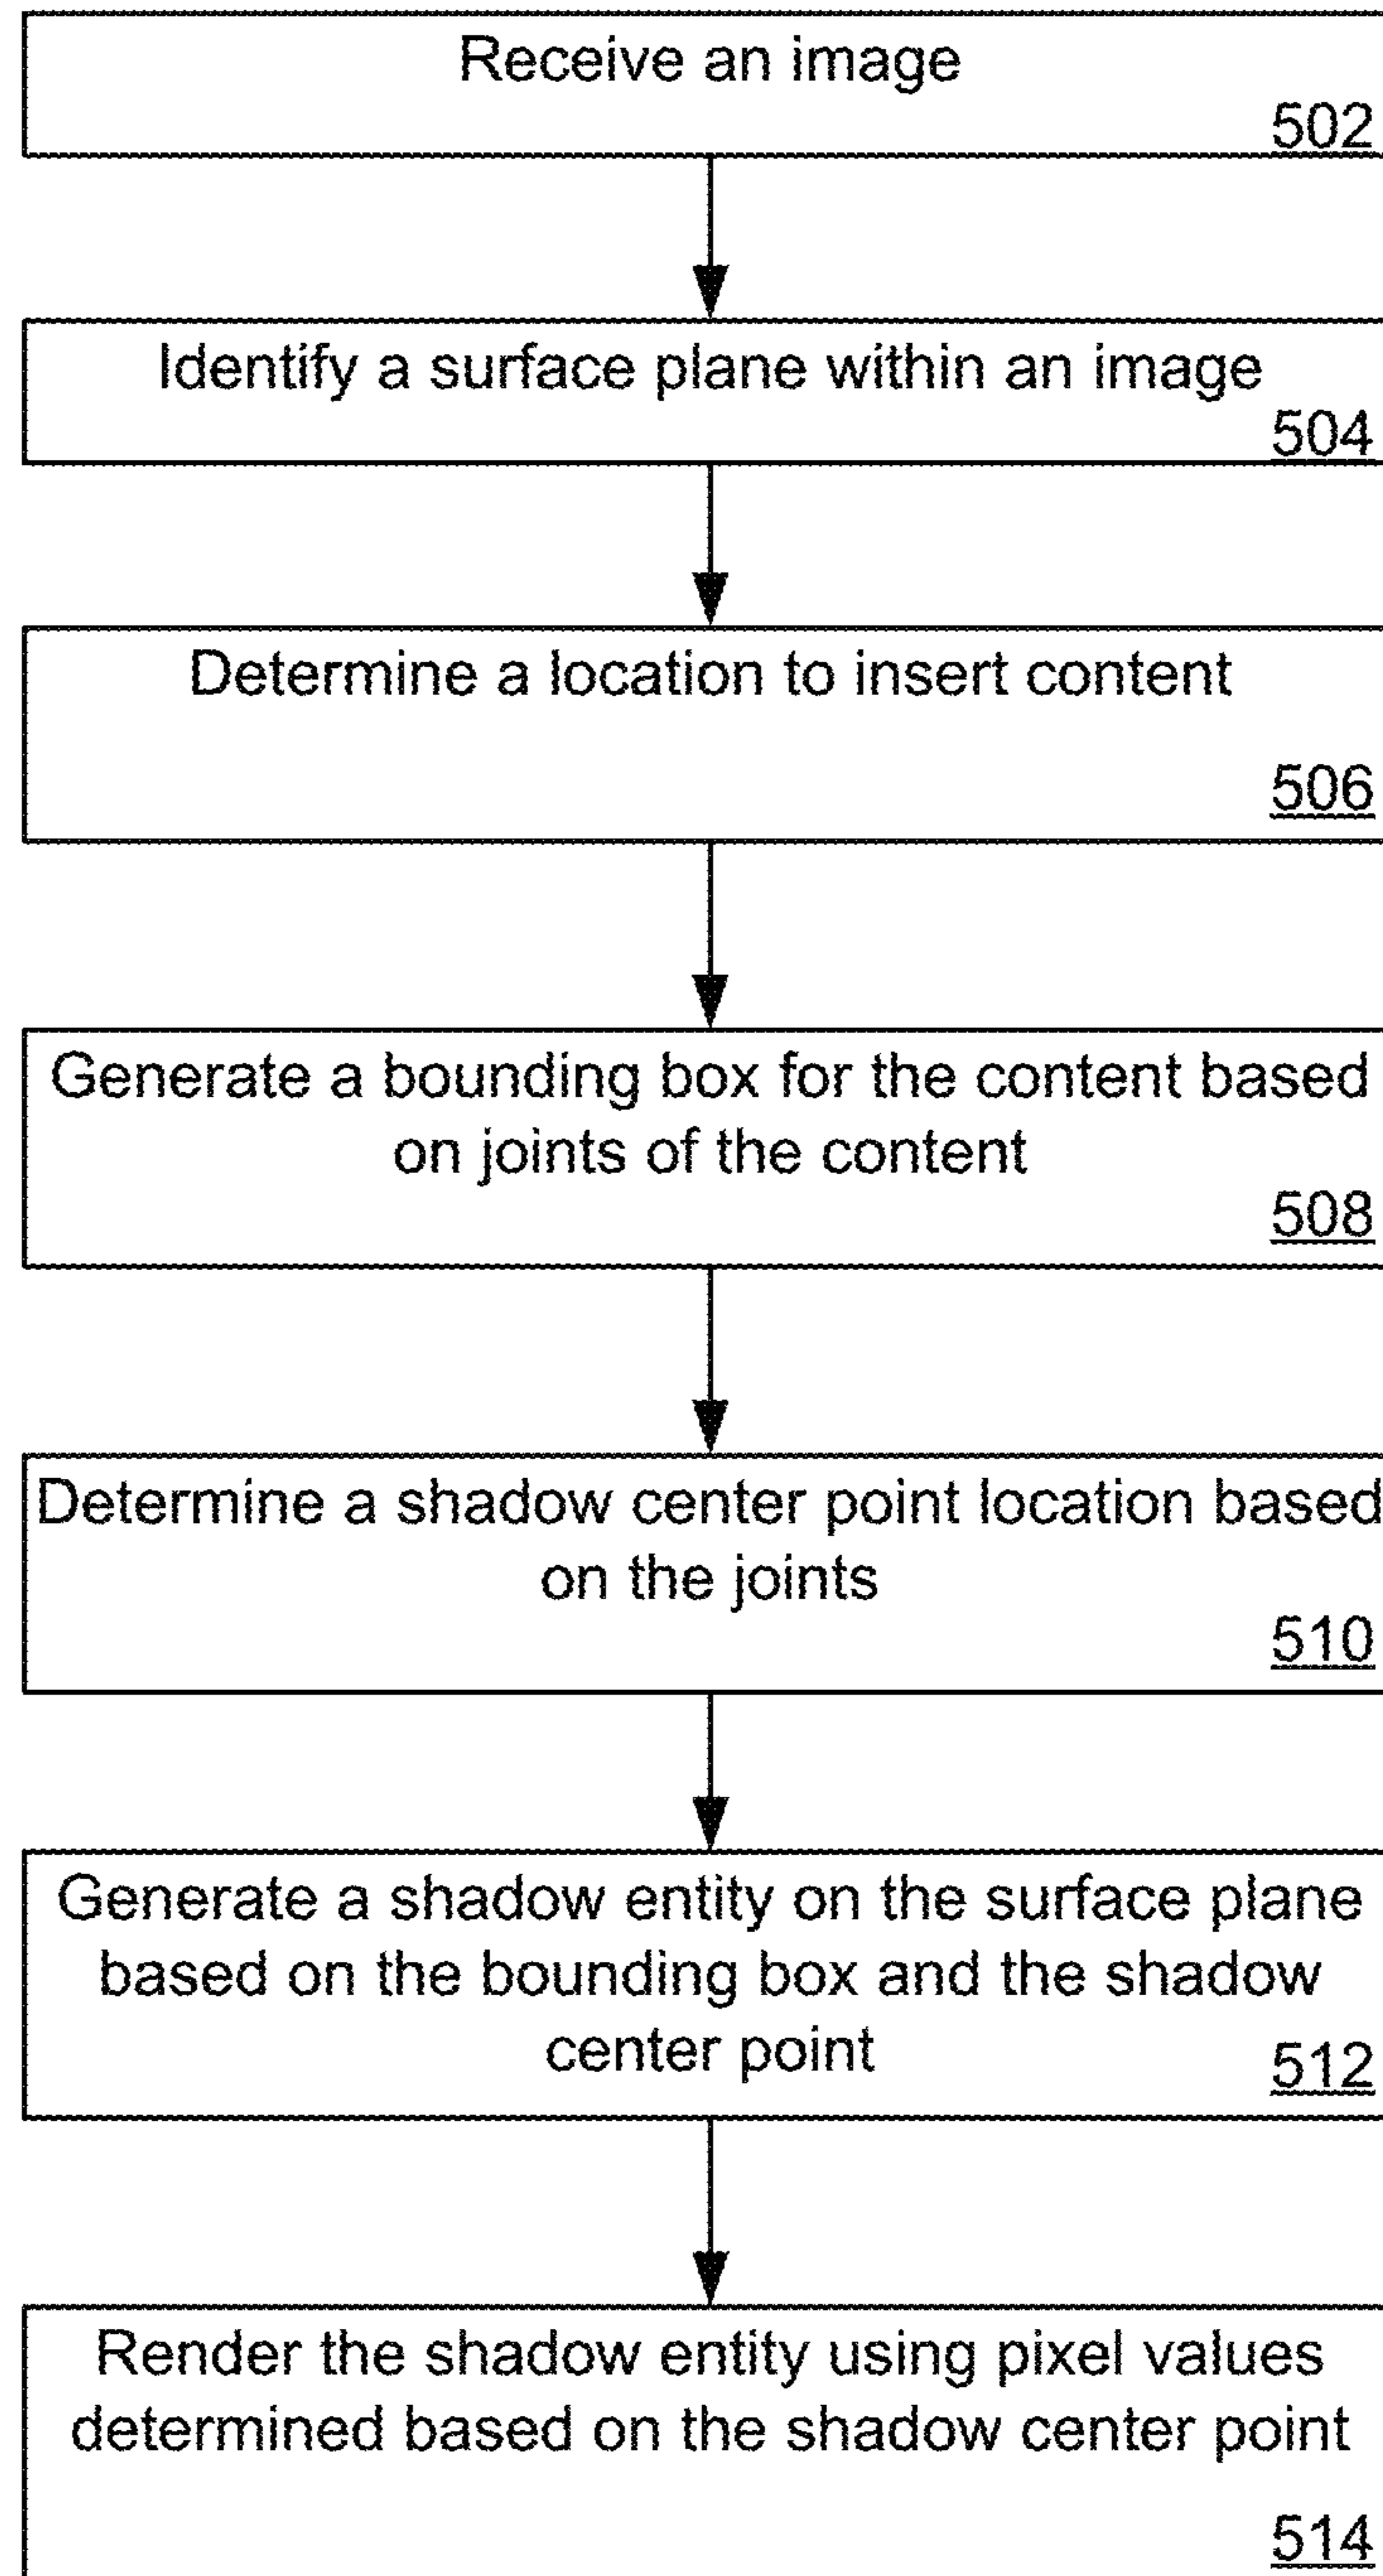 Receive an image
502
Identify a surface plane within an image
504
Determine a location to insert content
506
Generate a bounding box for the content based
on joints of the content
508
Determine a shadow center point location based
on the joints
510
Generate a shadow entity on the surface plane
based on the bounding box and the shadow
center point
512
Render the shadow entity using pixel values
determined based on the shadow center point
514